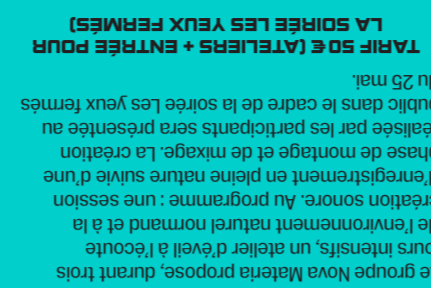 Le groupe Nova Materia propose, durant trois
jours intensifs, un atelier d'éveil à l'écoute
de l'environnement naturel normand et à la
création sonore. Au programme : une session
d'enregistrement en pleine nature suivie d'une
phase de montage et de mixage. La création
réalisée par les participants sera présentée au
public dans le cadre de la soirée Les yeux fermés
du 25 mai.
TARIF 50 € (ATELIERS + ENTRÉE POUR
LA SOIRÉE LES YEUX FERMÉS)